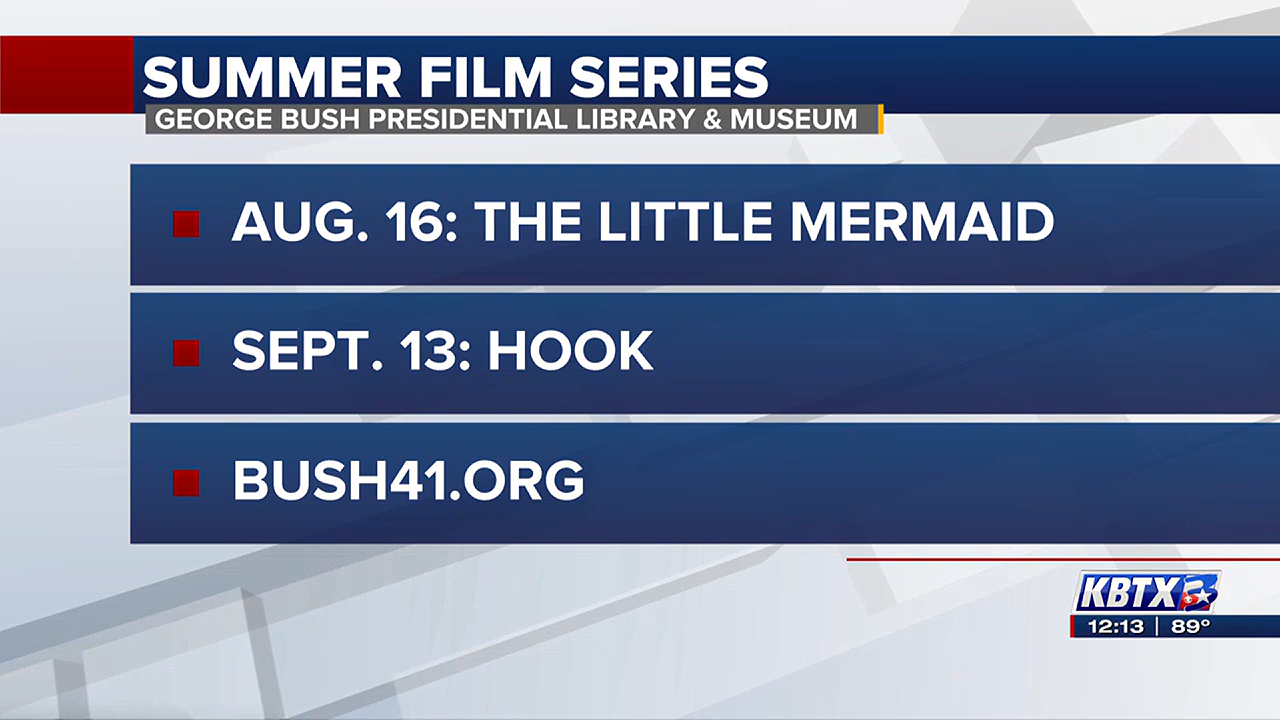 SUMMER FILM SERIES
GEORGE BUSH PRESIDENTIAL LIBRARY & MUSEUM
AUG. 16: THE LITTLE MERMAID
SEPT. 13: HOOK
BUSH41.ORG
KBTX 3
12:13 | 89°